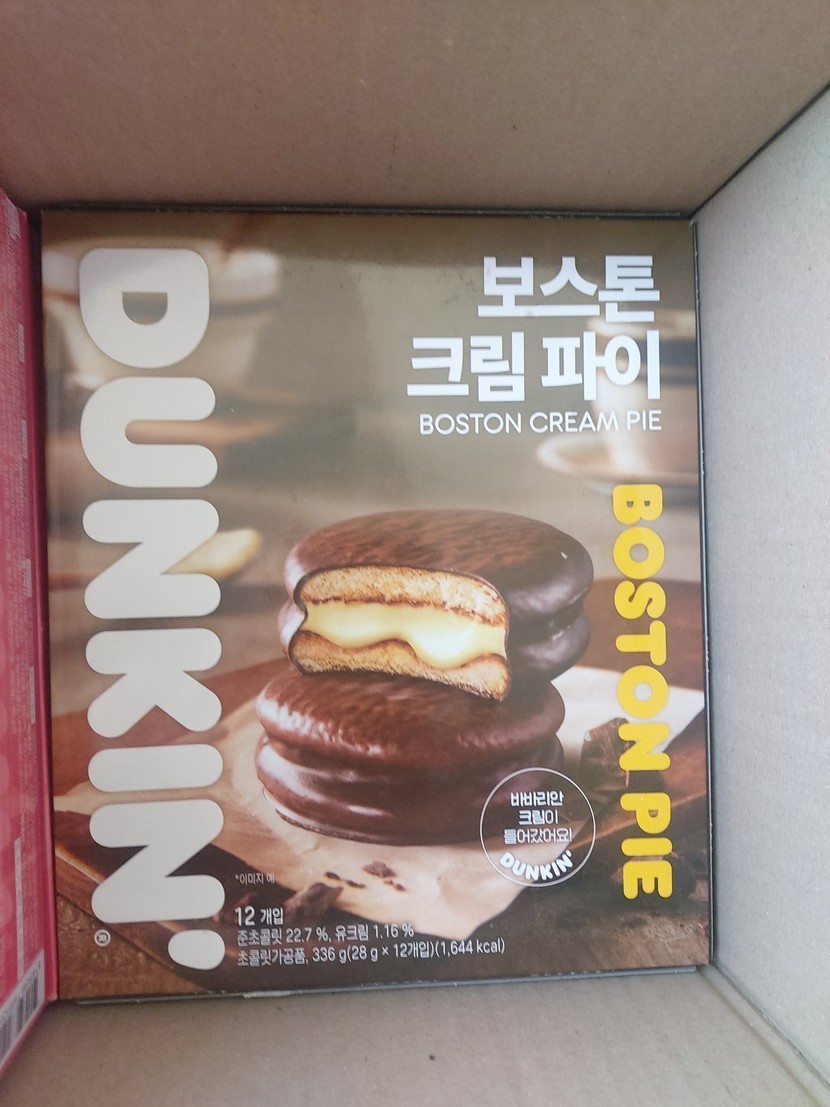 DUNKIN'
보스톤
크림 파이
BOSTON CREAM PIE
BOSTON PIE
바바리안
크림이
들어갔어요!
DUNKIN'
*이미지 예
12 개입
준초콜릿 22.7 %, 유크림 1.16 %
초콜릿가공품, 336 g(28 g × 12개입)(1,644 kcal)